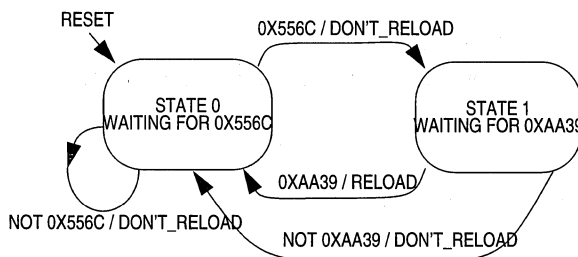 RESET
0X556C / DON'T_RELOAD
STATE 0
WAITING FOR 0X556C
STATE 1
WAITING FOR 0XAA39
0XAA39 / RELOAD
NOT 0X556C / DON'T_RELOAD
NOT 0XAA39 / DON'T_RELOAD